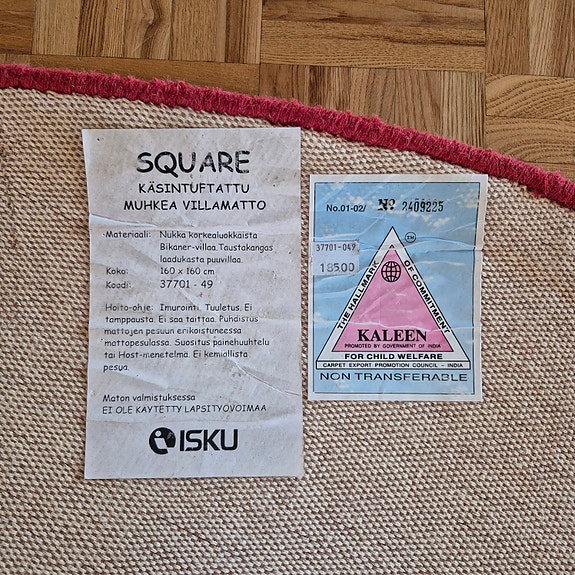 SQUARE
KÄSINTUFTATTU
MUHKEA VILLAMATTO
Materiaali: Nukka korkealuokkaista
Bikaner-villaa. Taustakangas
laadukasta puuvillaa
Koko: 160 x 160 cm
Koodi: 37701 - 49
Hoito-ohje: Imurointi. Tuuletus. Ei
tamppausta. Ei saa taittaa. Puhdistus
mattojen pesuun erikoistuneessa
mattopesulassa. Suositus painehuuhtelu
tai Host-menetelmä. Ei kemiallista
pesua.
Maton valmistuksessa
EI OLE KÄYTETTY LAPSITYÖVOIMAA
ISKU
No.01-02/ No 2409225
37701-049
185.00
TM
THE HALLMARK OF COMMITMENT
KALEEN
PROMOTED BY GOVERNMENT OF INDIA
FOR CHILD WELFARE
CARPET EXPORT PROMOTION COUNCIL - INDIA
NON TRANSFERABLE